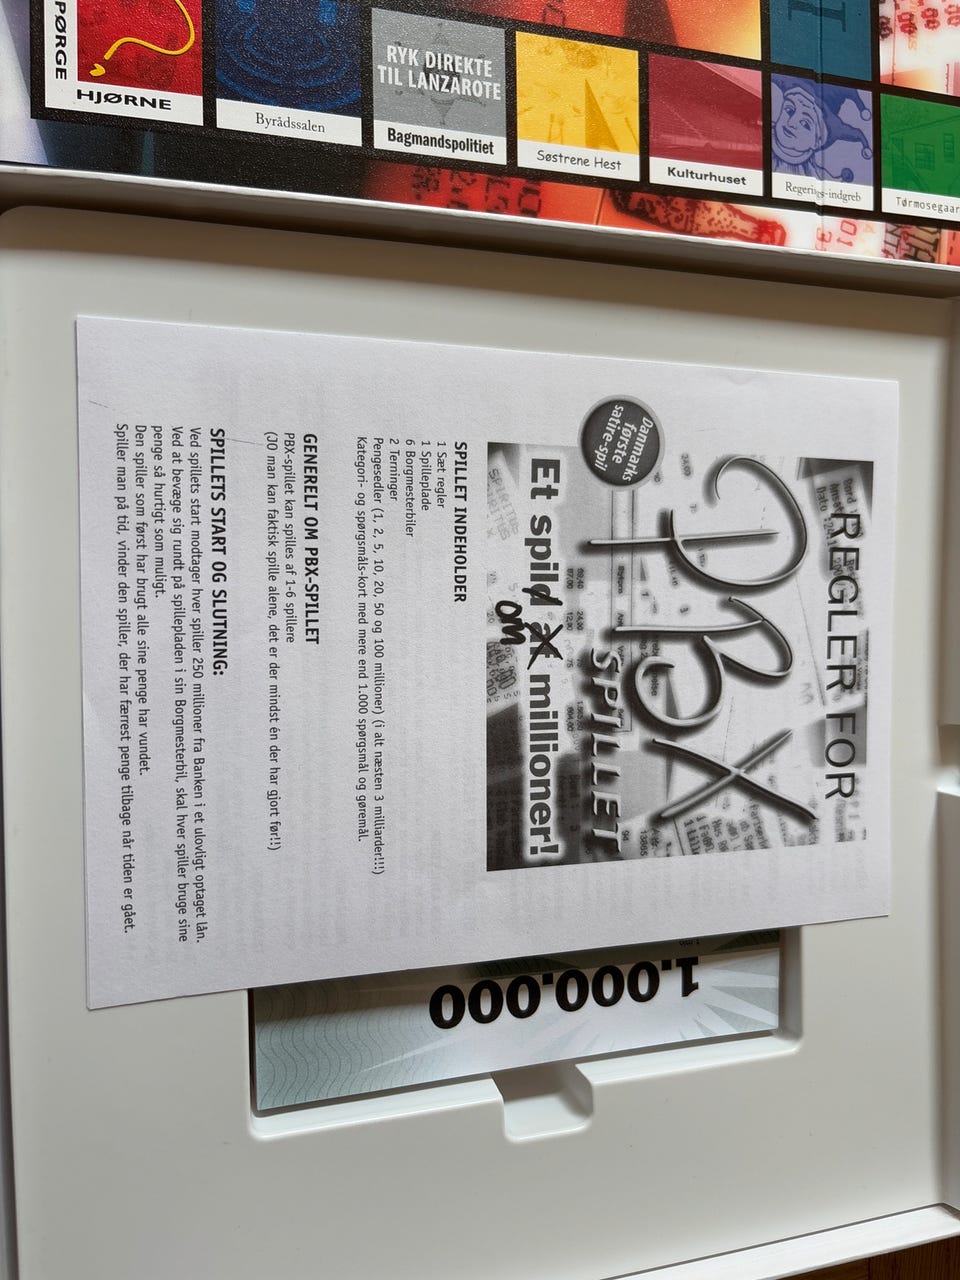 SPØRGE
HJØRNE
Byrådssalen
RYK DIREKTE
TIL LANZAROTE
Bagmandspolitiet
Søstrene Hest
Kulturhuset
Regerings-indgreb
REGLER FOR
PBX
SPILLET
Danmarks
første
satire-spil
Et spild af millioner!
om
SPILLET INDEHOLDER
1 Sæt regler
1 Spilleplade
6 Borgmesterbiler
2 Terninger
Pengesedler (1, 2, 5, 10, 20, 50 og 100 millioner) (i alt næsten 3 milliarder!!!)
Kategori- og spørgsmåls-kort med mere end 1.000 spørgsmål og gøremål.
GENERELT OM PBX-SPILLET
PBX-spillet kan spilles af 1-6 spillere
(JO man kan faktisk spille alene, det er der mindst én der har gjort før!!)
SPILLETS START OG SLUTNING:
Ved spillets start modtager hver spiller 250 millioner fra Banken i et ulovligt optaget lån.
Ved at bevæge sig rundt på spillepladen i sin Borgmesterbil, skal hver spiller bruge sine
penge så hurtigt som muligt.
Den spiller som først har brugt alle sine penge har vundet.
Spiller man på tid, vinder den spiller, der har færrest penge tilbage når tiden er gået.
1.000.000